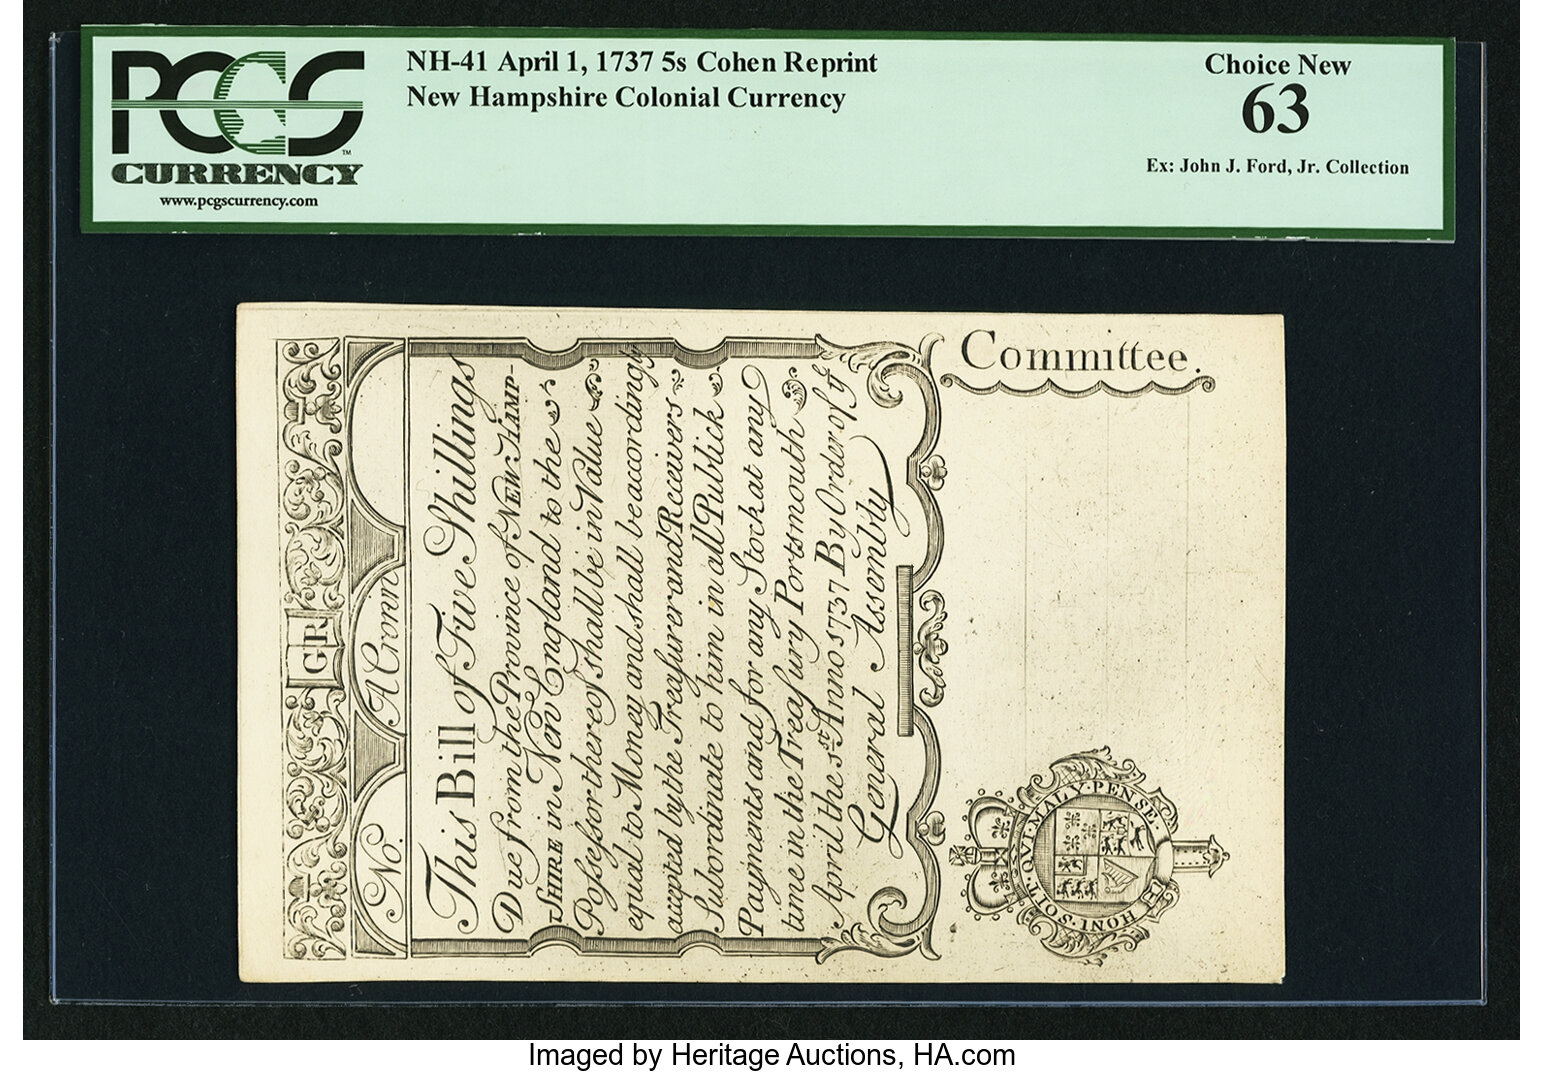 PCGS
CURRENCY
www.pcgscurrency.com
NH-41 April 1, 1737 5s Cohen Reprint
New Hampshire Colonial Currency
Choice New
63
Ex: John J. Ford, Jr. Collection
GR
No. A Crown
This Bill of Five Shillings
Due from the Province of NEW HAMP-
SHIRE in New England to the
Posseſsor thereof shall be in Value
equal to Money and shall be accordingly
accepted by the Treaſurer and Receivers
Subordinate to him in all Publick
Payments and for any Stock at any
time in the Treaſury Portsmouth
April the 1st Anno 1737 By Order of yͤ
General Assembly
Committee.
HONI·SOIT·QUI·MAL·Y·PENSE
Imaged by Heritage Auctions, HA.com